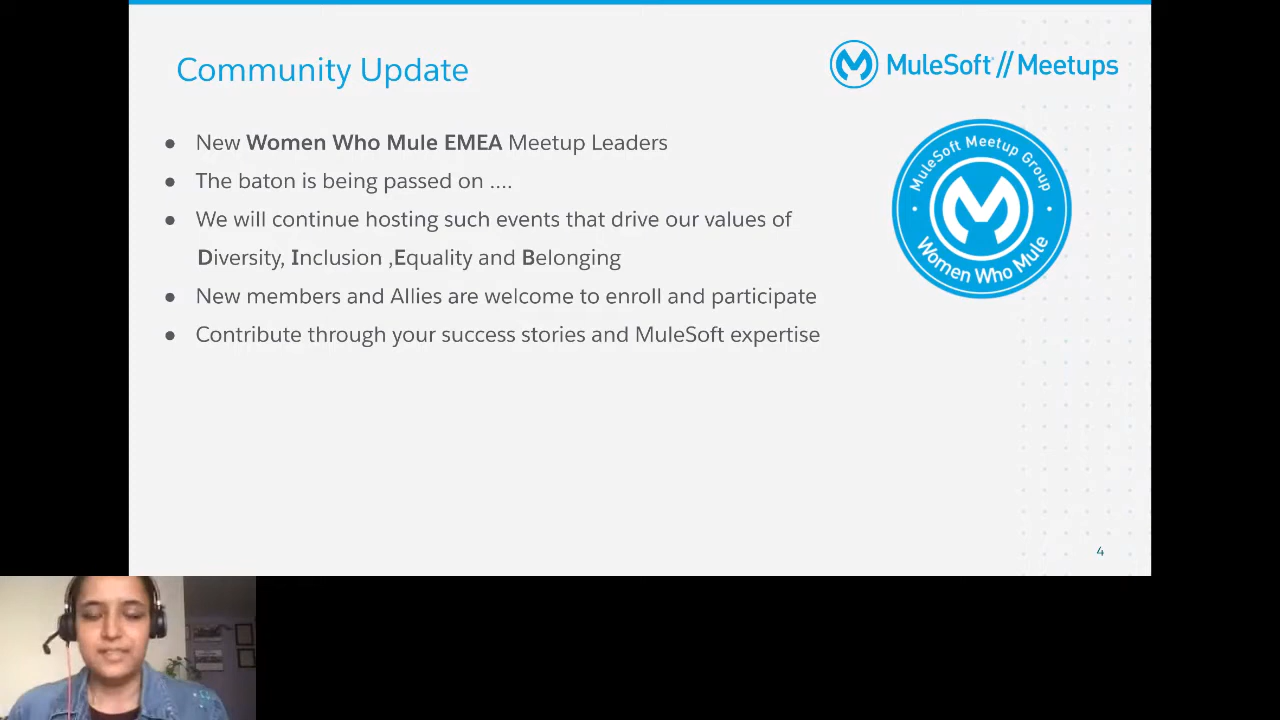 Community Update
MuleSoft // Meetups
● New Women Who Mule EMEA Meetup Leaders
● The baton is being passed on ....
● We will continue hosting such events that drive our values of
Diversity, Inclusion ,Equality and Belonging
● New members and Allies are welcome to enroll and participate
● Contribute through your success stories and MuleSoft expertise
MuleSoft Meetup Group
Women Who Mule
4